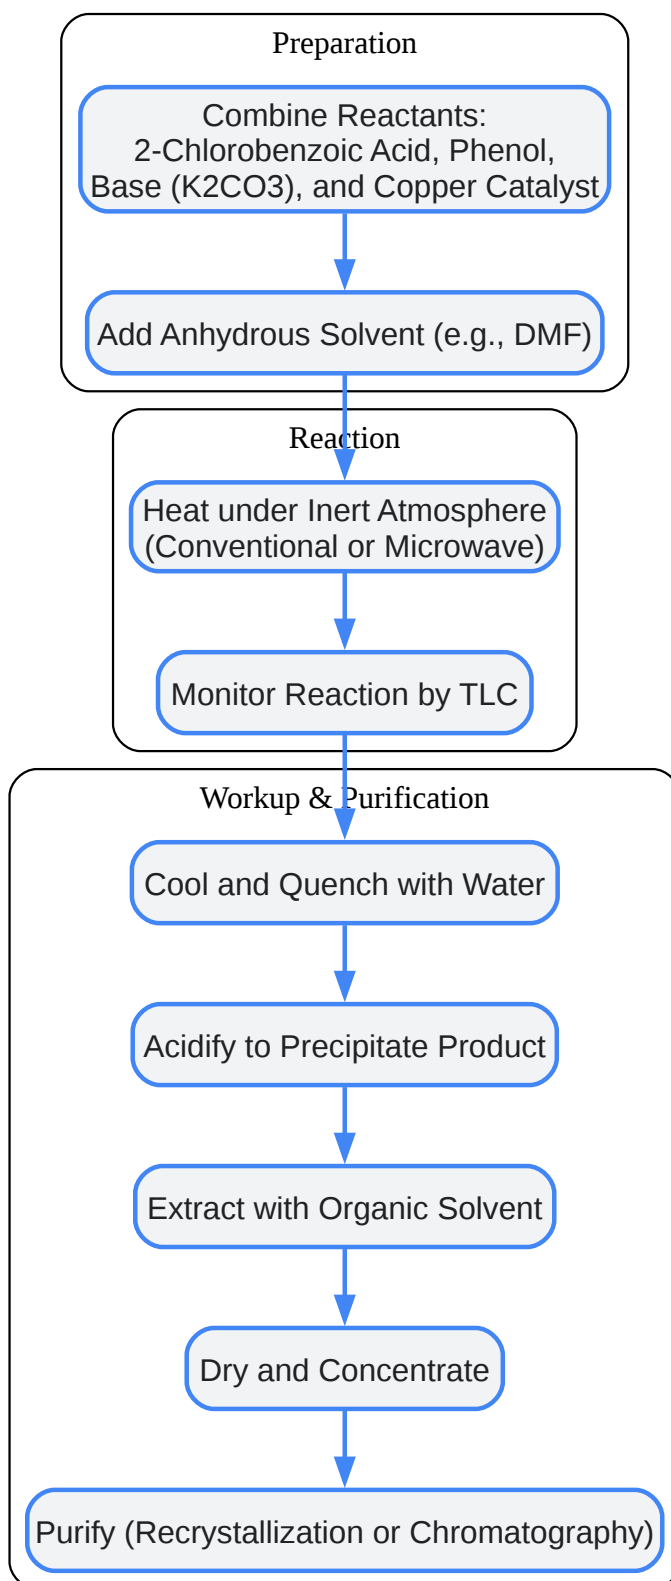 Preparation
Combine Reactants:
2-Chlorobenzoic Acid, Phenol,
Base (K2CO3), and Copper Catalyst
Add Anhydrous Solvent (e.g., DMF)
Reaction
Heat under Inert Atmosphere
(Conventional or Microwave)
Monitor Reaction by TLC
Workup & Purification
Cool and Quench with Water
Acidify to Precipitate Product
Extract with Organic Solvent
Dry and Concentrate
Purify (Recrystallization or Chromatography)